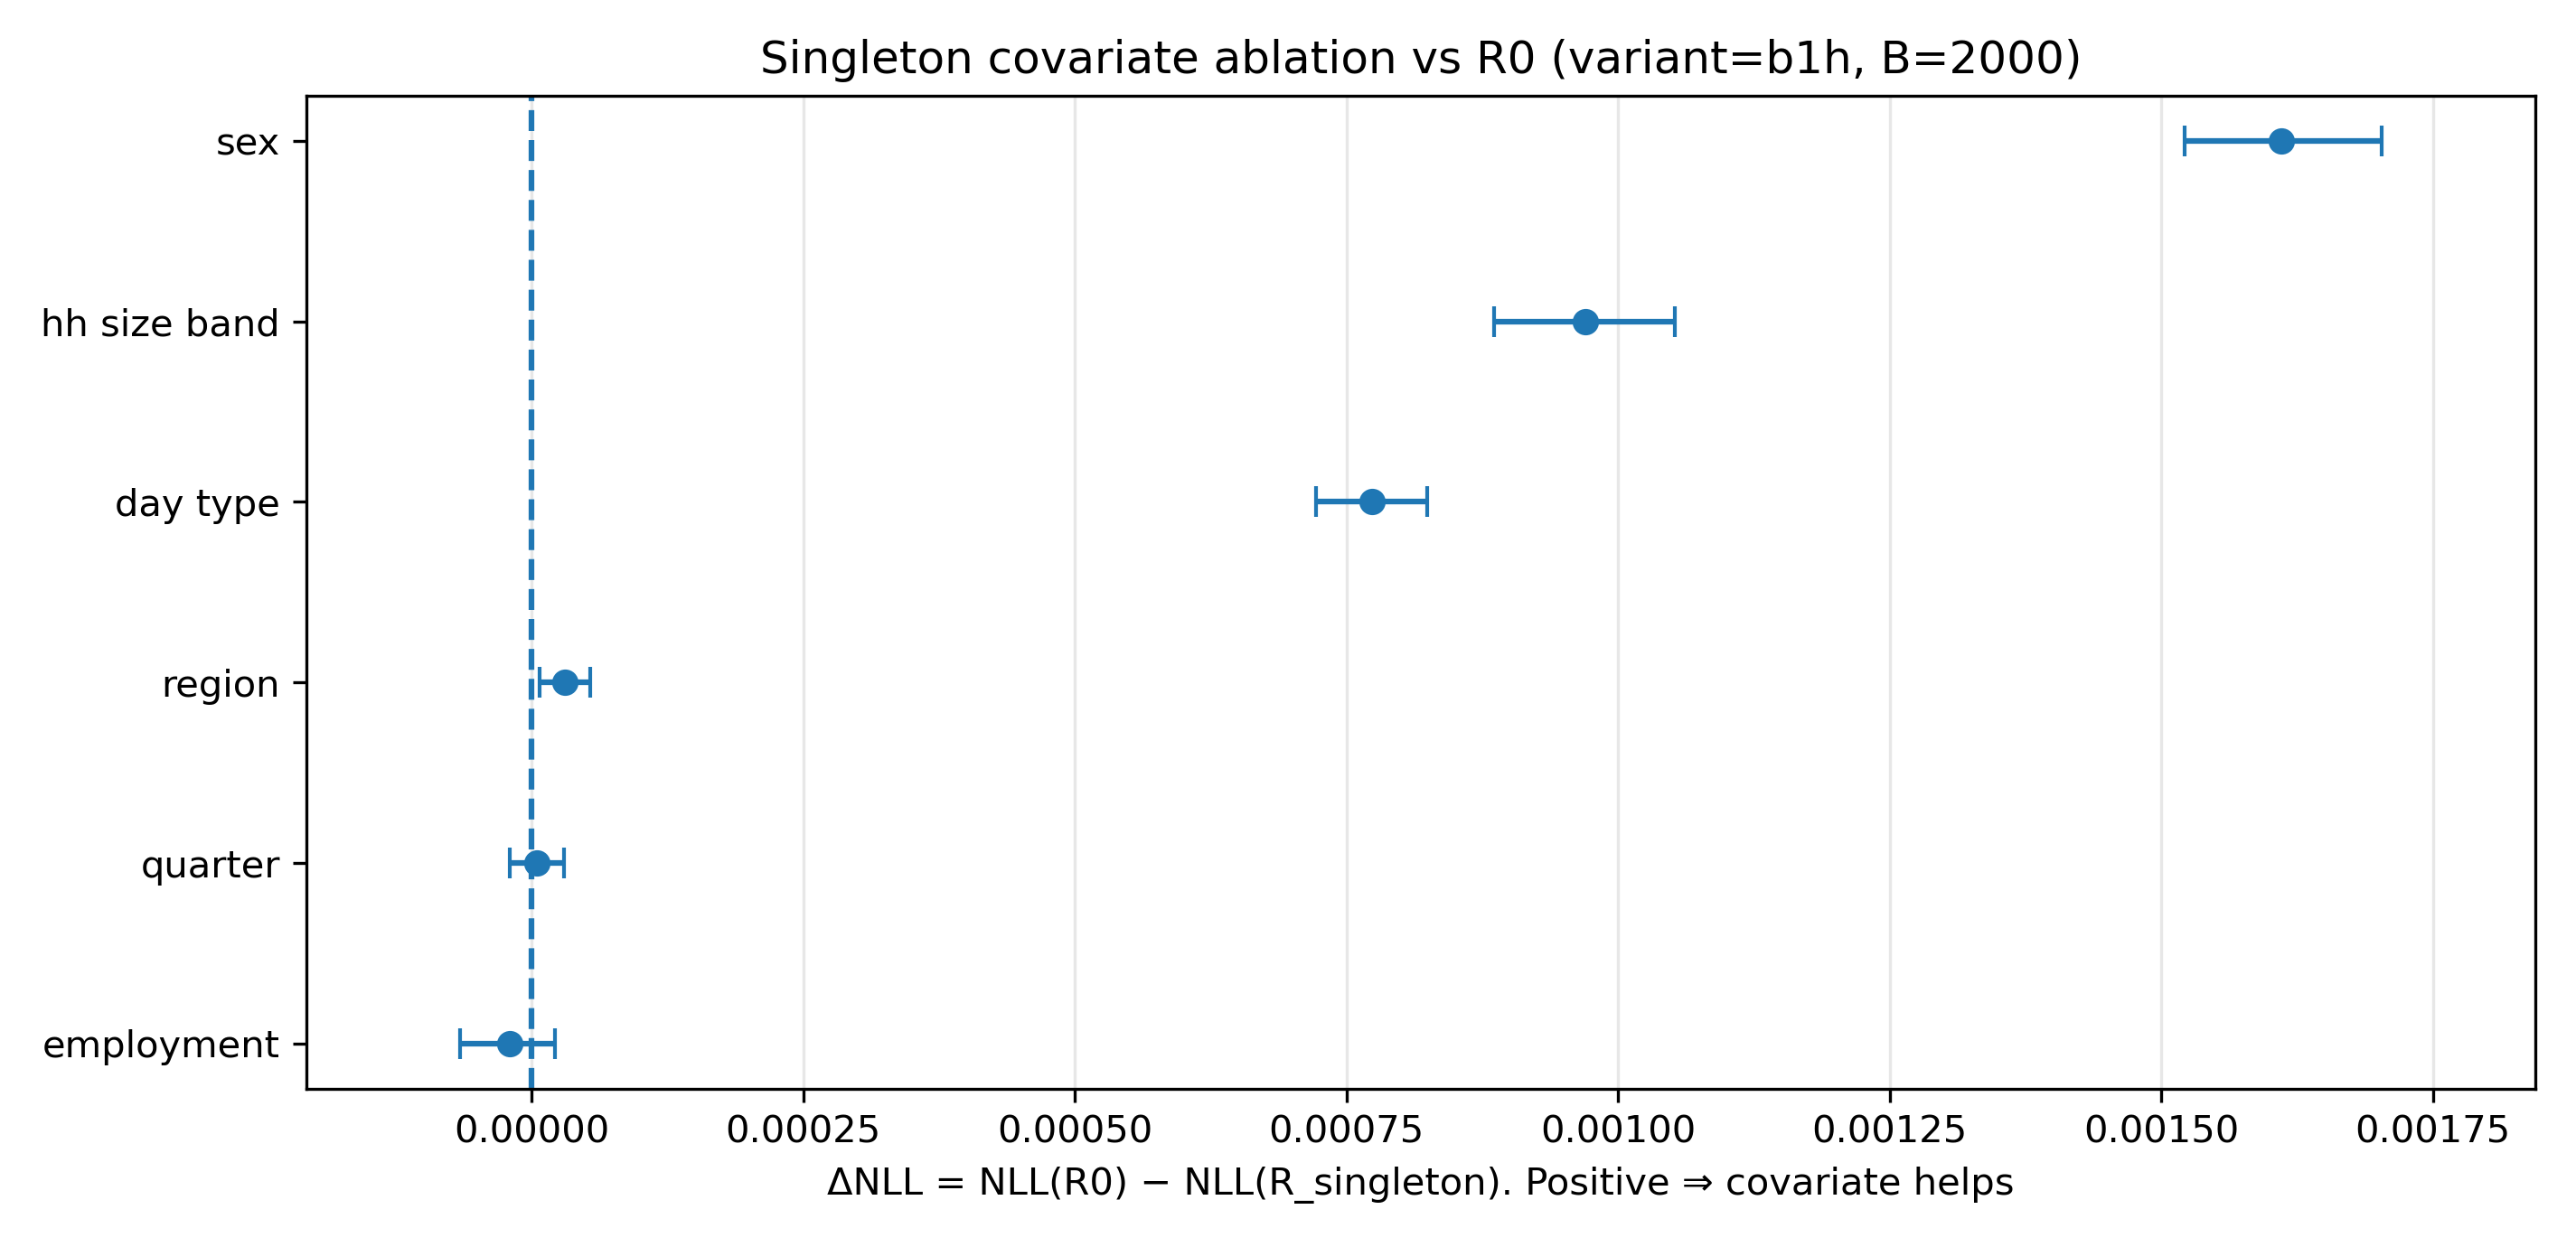 Singleton covariate ablation vs R0 (variant=b1h, B=2000)
sex
hh size band
day type
region
quarter
employment
0.00000 0.00025 0.00050 0.00075 0.00100 0.00125 0.00150 0.00175
ΔNLL = NLL(R0) − NLL(R_singleton). Positive ⇒ covariate helps